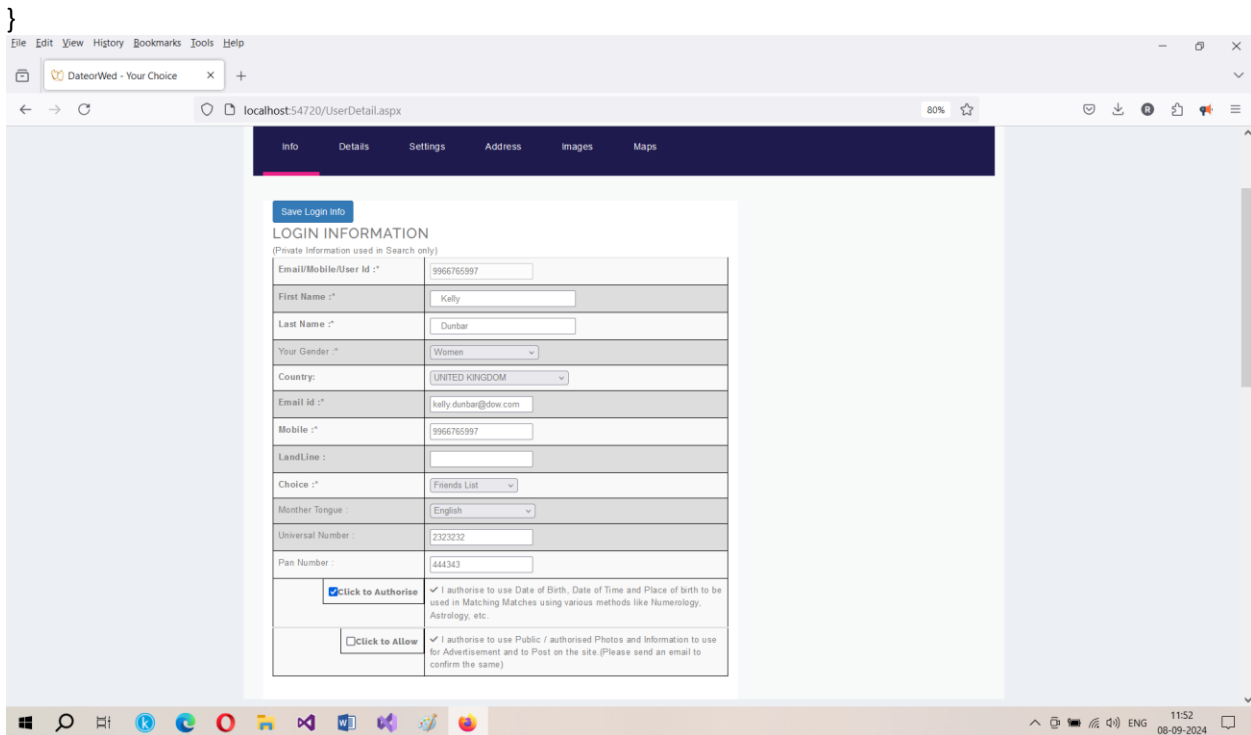 }
File Edit View History Bookmarks Tools Help
DateorWed - Your Choice
localhost:54720/UserDetail.aspx 80%
Info Details Settings Address Images Maps
Save Login Info
LOGIN INFORMATION
(Private Information used in Search only)
Email/Mobile/User Id :* 9966765997
First Name :* Kelly
Last Name :* Dunbar
Your Gender :* Women
Country: UNITED KINGDOM
Email id :* kelly.dunbar@dow.com
Mobile :* 9966765997
LandLine :
Choice :* Friends List
Monther Tongue : English
Universal Number : 2323232
Pan Number : 444343
Click to Authorise ✓ I authorise to use Date of Birth, Date of Time and Place of birth to be
used in Matching Matches using various methods like Numerology,
Astrology, etc.
Click to Allow ✓ I authorise to use Public / authorised Photos and Information to use
for Advertisement and to Post on the site.(Please send an email to
confirm the same)
ENG 11:52
08-09-2024